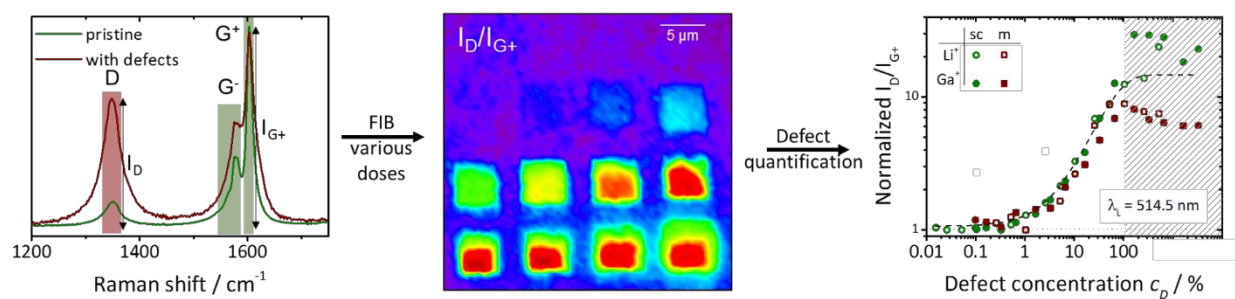 pristine
with defects
D
G+
G-
I_D
I_G+
1200
1400
1600
Raman shift / cm⁻¹
FIB
various
doses
I_D/I_G+
5 µm
Defect
quantification
sc m
Li⁺
Ga⁺
λ_L = 514.5 nm
10
1
Normalized I_D/I_G+
0.01 0.1 1 10 100
Defect concentration c_D / %